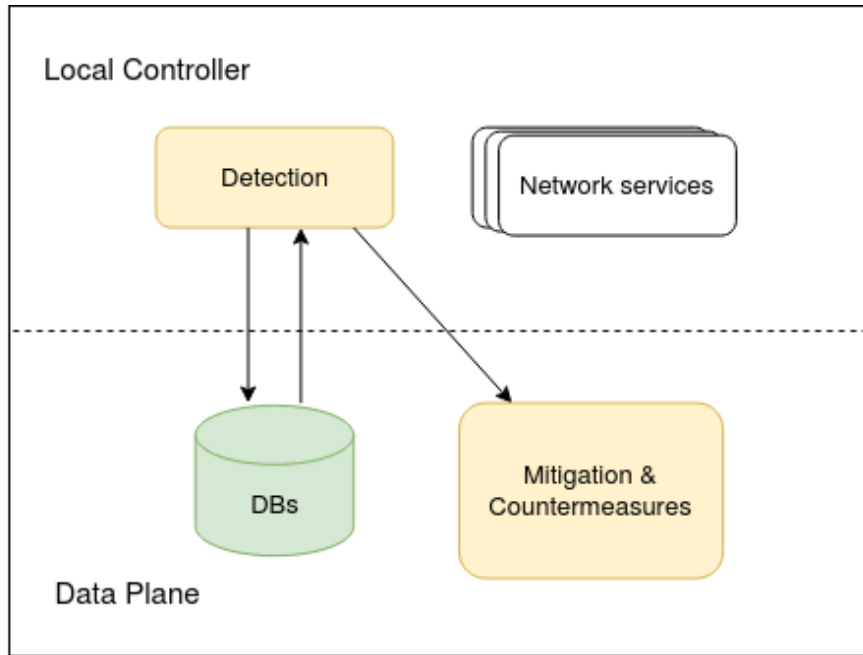 Local Controller
Detection
Network services
DBs
Mitigation &
Countermeasures
Data Plane